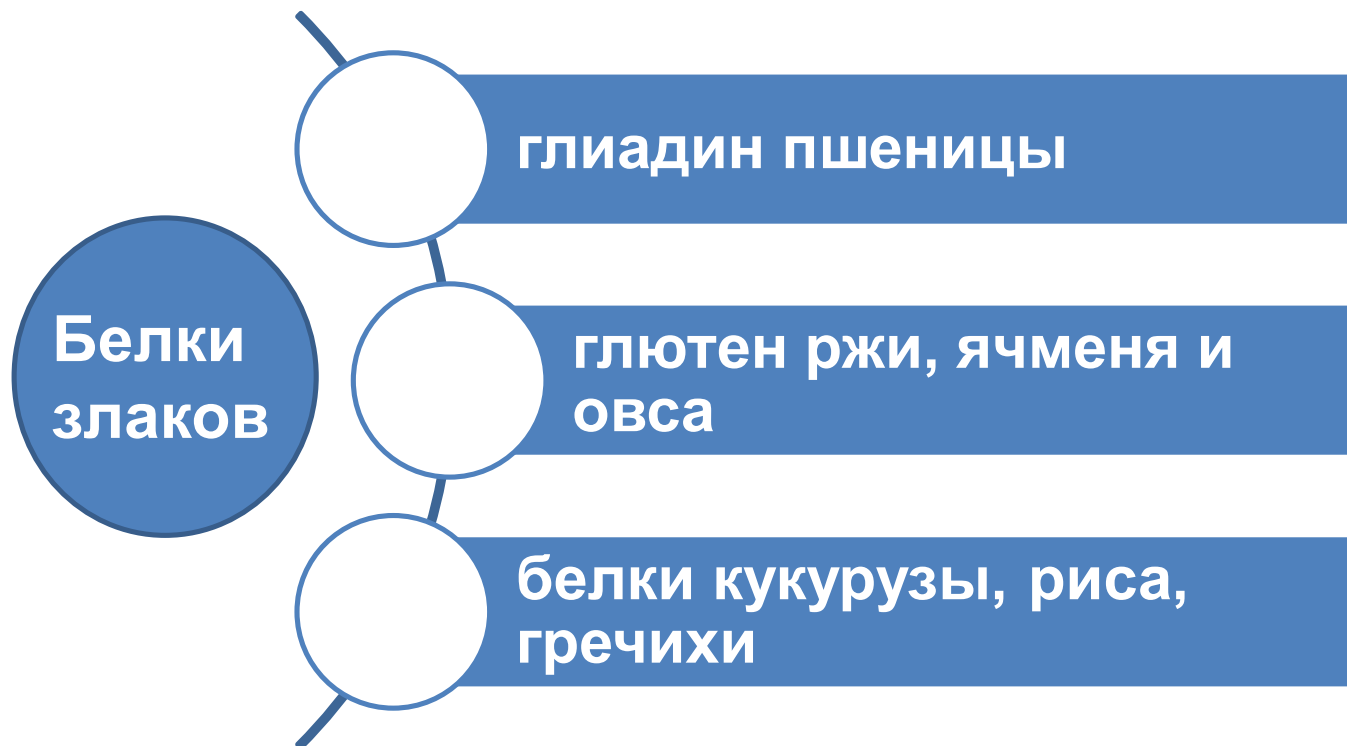 Белки
злаков
глиадин пшеницы
глютен ржи, ячменя и
овса
белки кукурузы, риса,
гречихи